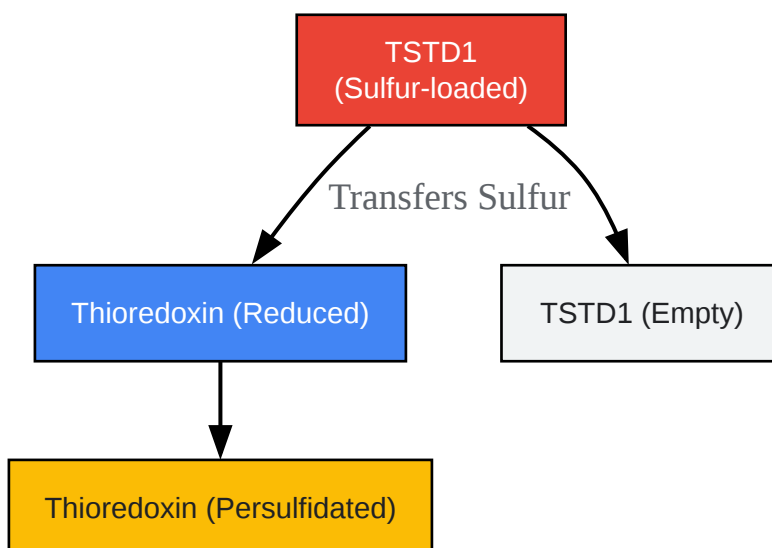 TSTD1
(Sulfur-loaded)
Transfers Sulfur
Thioredoxin (Reduced)
TSTD1 (Empty)
Thioredoxin (Persulfidated)